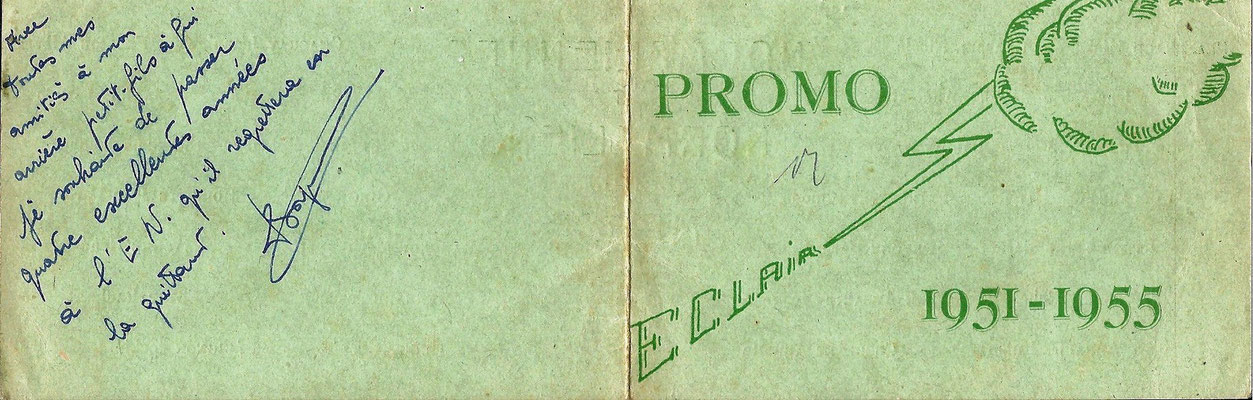 Avec
toutes mes
amitiés à mon
arrière petit-fils à qui
je souhaite de passer
quatre excellentes années
à l'E N. qu'il regrettera en
la quittant.
PROMO
12
ECLAIR
1951-1955